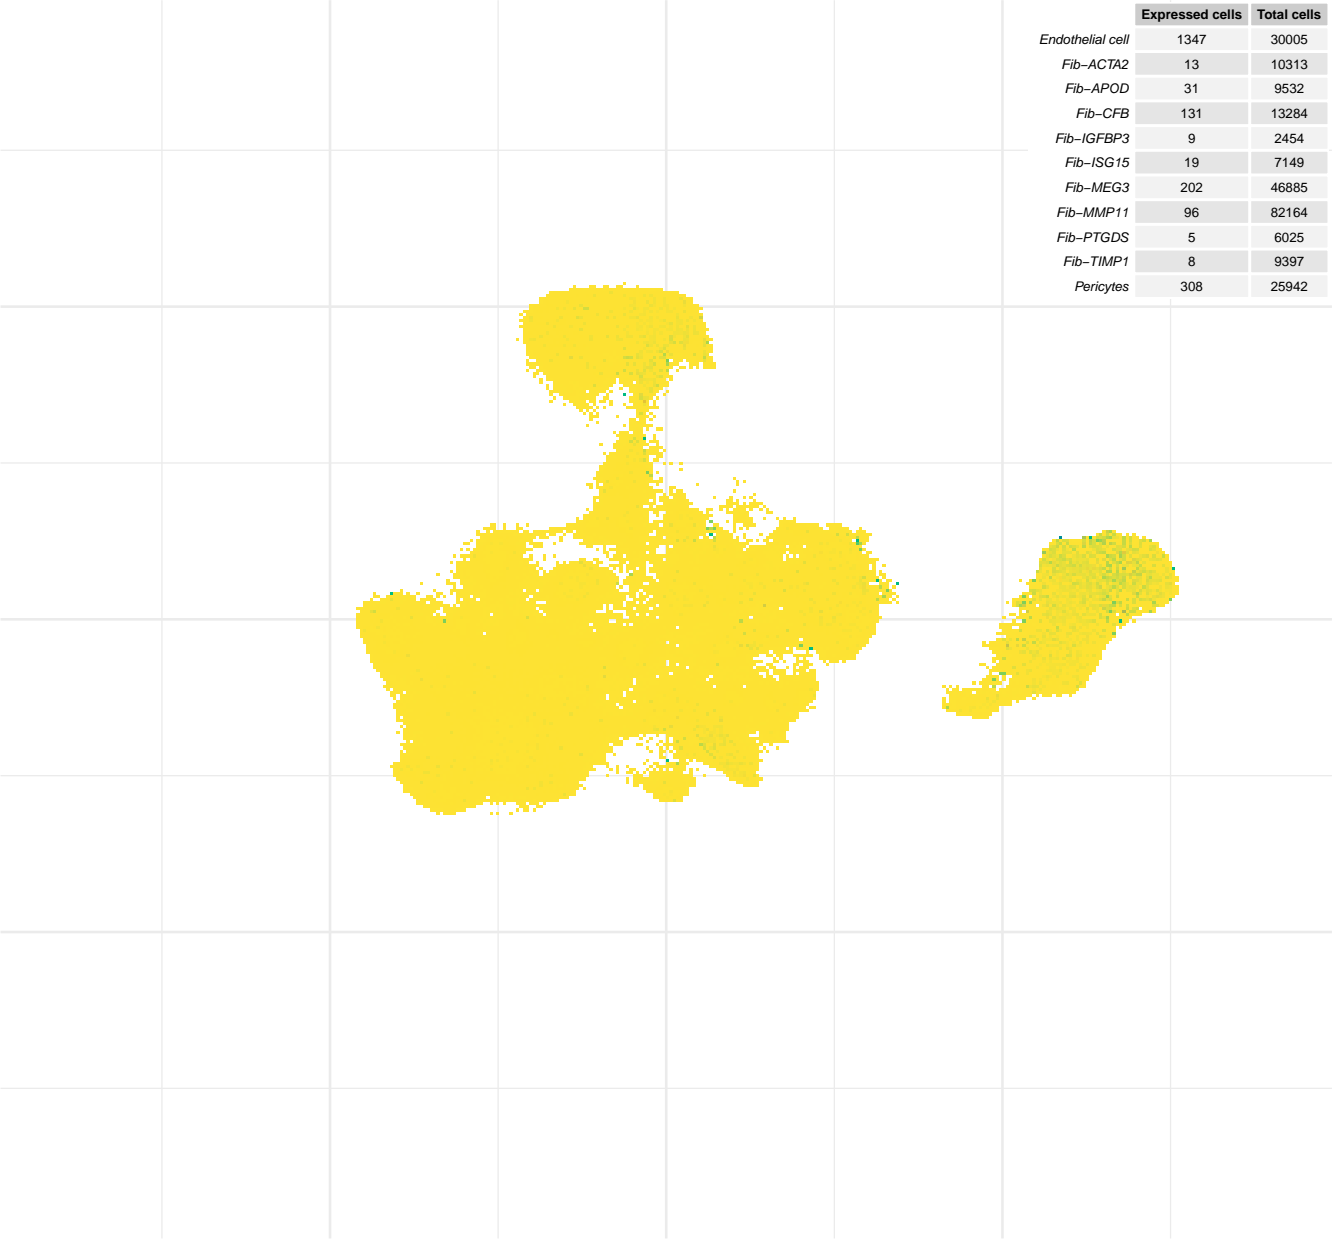 Expressed cells Total cells
Endothelial cell 1347 30005
Fib−ACTA2 13 10313
Fib−APOD 31 9532
Fib−CFB 131 13284
Fib−IGFBP3 9 2454
Fib−ISG15 19 7149
Fib−MEG3 202 46885
Fib−MMP11 96 82164
Fib−PTGDS 5 6025
Fib−TIMP1 8 9397
Pericytes 308 25942